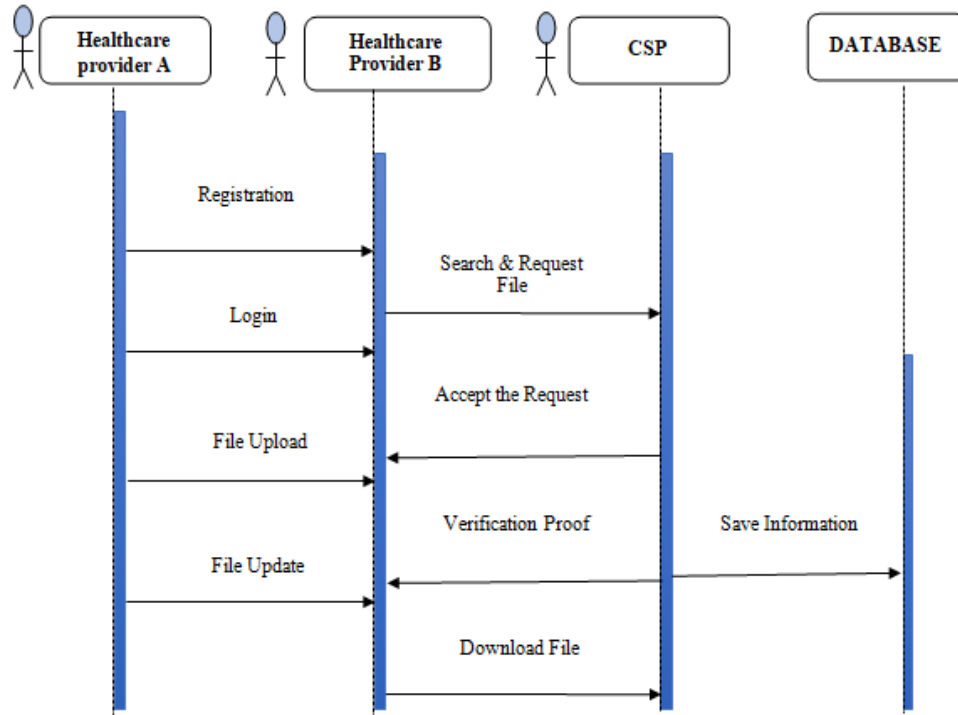 Healthcare
provider A
Healthcare
Provider B
CSP
DATABASE
Registration
Search & Request
File
Login
Accept the Request
File Upload
Verification Proof
Save Information
File Update
Download File